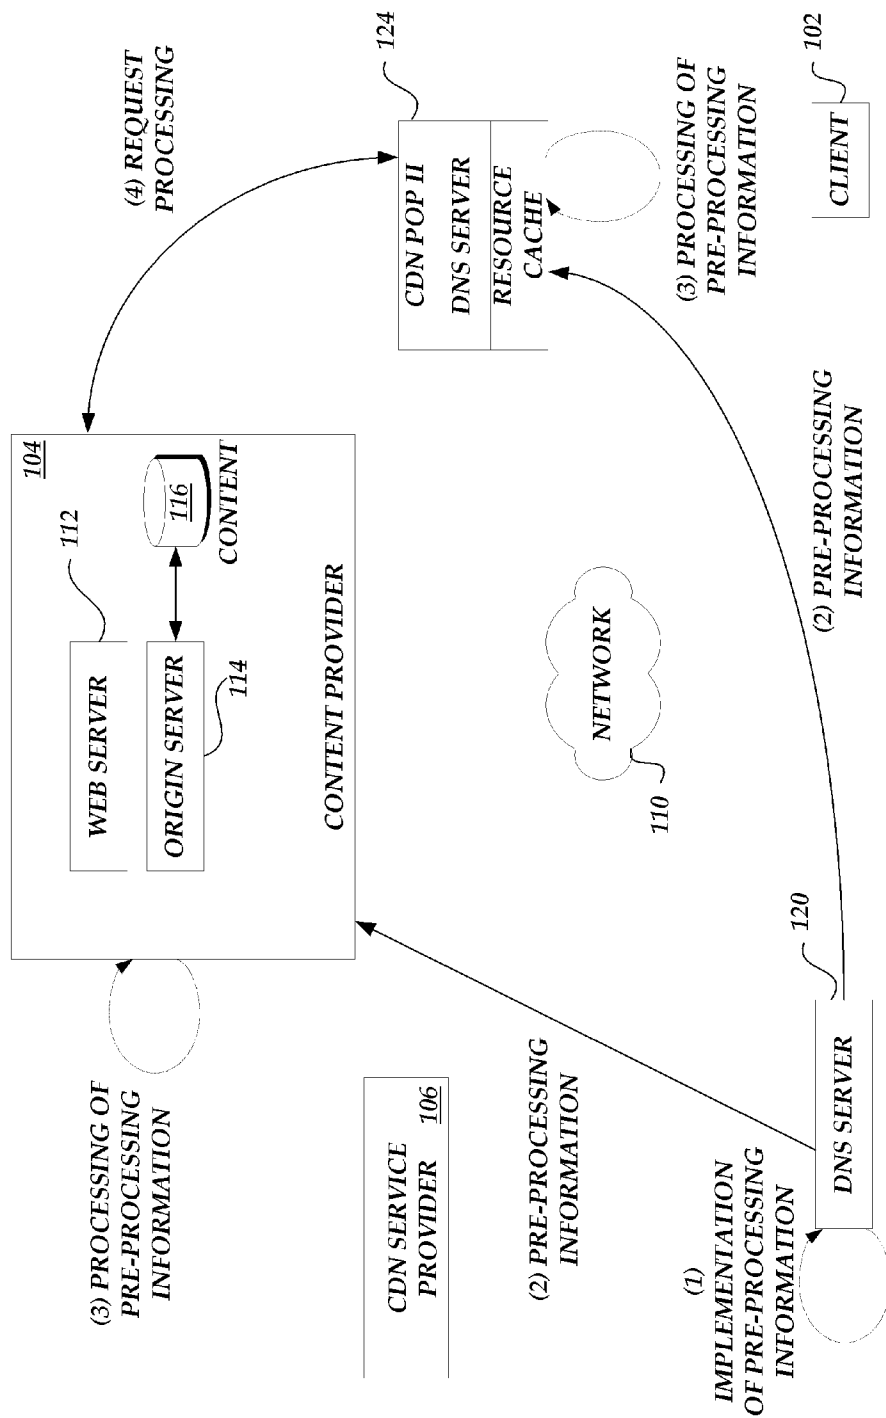 (3) PROCESSING OF
PRE-PROCESSING
INFORMATION
104
WEB SERVER
112
ORIGIN SERVER
114
116
CONTENT
CONTENT PROVIDER
(4) REQUEST
PROCESSING
124
CDN POP II
DNS SERVER
RESOURCE
CACHE
CDN SERVICE
PROVIDER
106
(2) PRE-PROCESSING
INFORMATION
NETWORK
110
(3) PROCESSING OF
PRE-PROCESSING
INFORMATION
(1)
IMPLEMENTATION
OF PRE-PROCESSING
INFORMATION
DNS SERVER
120
(2) PRE-PROCESSING
INFORMATION
CLIENT
102